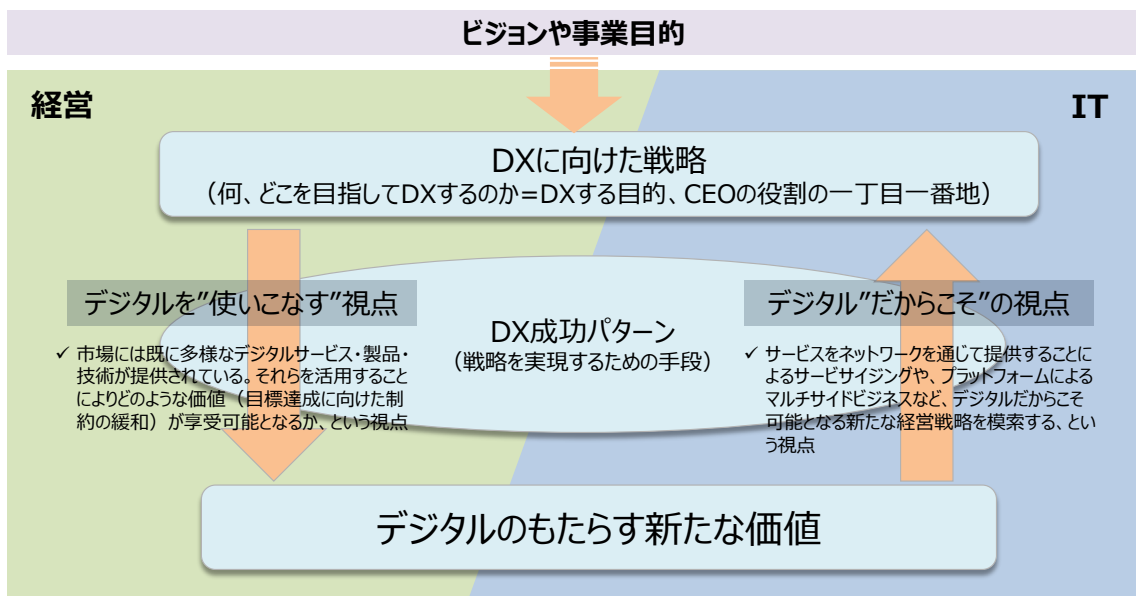 ビジョンや事業目的
経営
IT
DXに向けた戦略
（何、どこを目指してDXするのか=DXする目的、CEOの役割の一丁目一番地）
デジタルを”使いこなす”視点
✓ 市場には既に多様なデジタルサービス・製品・
技術が提供されている。それらを活用すること
によりどのような価値（目標達成に向けた制
約の緩和）が享受可能となるか、という視点
DX成功パターン
（戦略を実現するための手段）
デジタル”だからこそ”の視点
✓ サービスをネットワークを通じて提供することに
よるサービサイジングや、プラットフォームによる
マルチサイドビジネスなど、デジタルだからこそ
可能となる新たな経営戦略を模索する、とい
う視点
デジタルのもたらす新たな価値